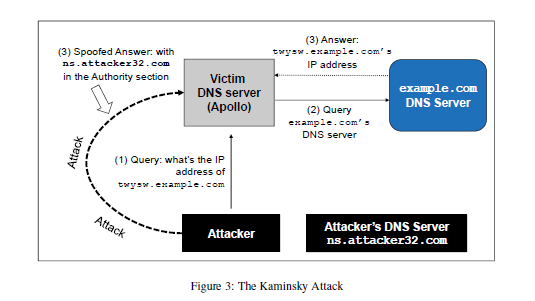 (3) Spoofed Answer: with
ns.attacker32.com
in the Authority section
(3) Answer:
twysw.example.com's
IP address
Victim
DNS server
(Apollo)
example.com
DNS Server
(2) Query
example.com's
DNS server
Attack
(1) Query: what's the IP
address of
twysw.example.com
Attack
Attacker
Attacker's DNS Server
ns.attacker32.com
Figure 3: The Kaminsky Attack